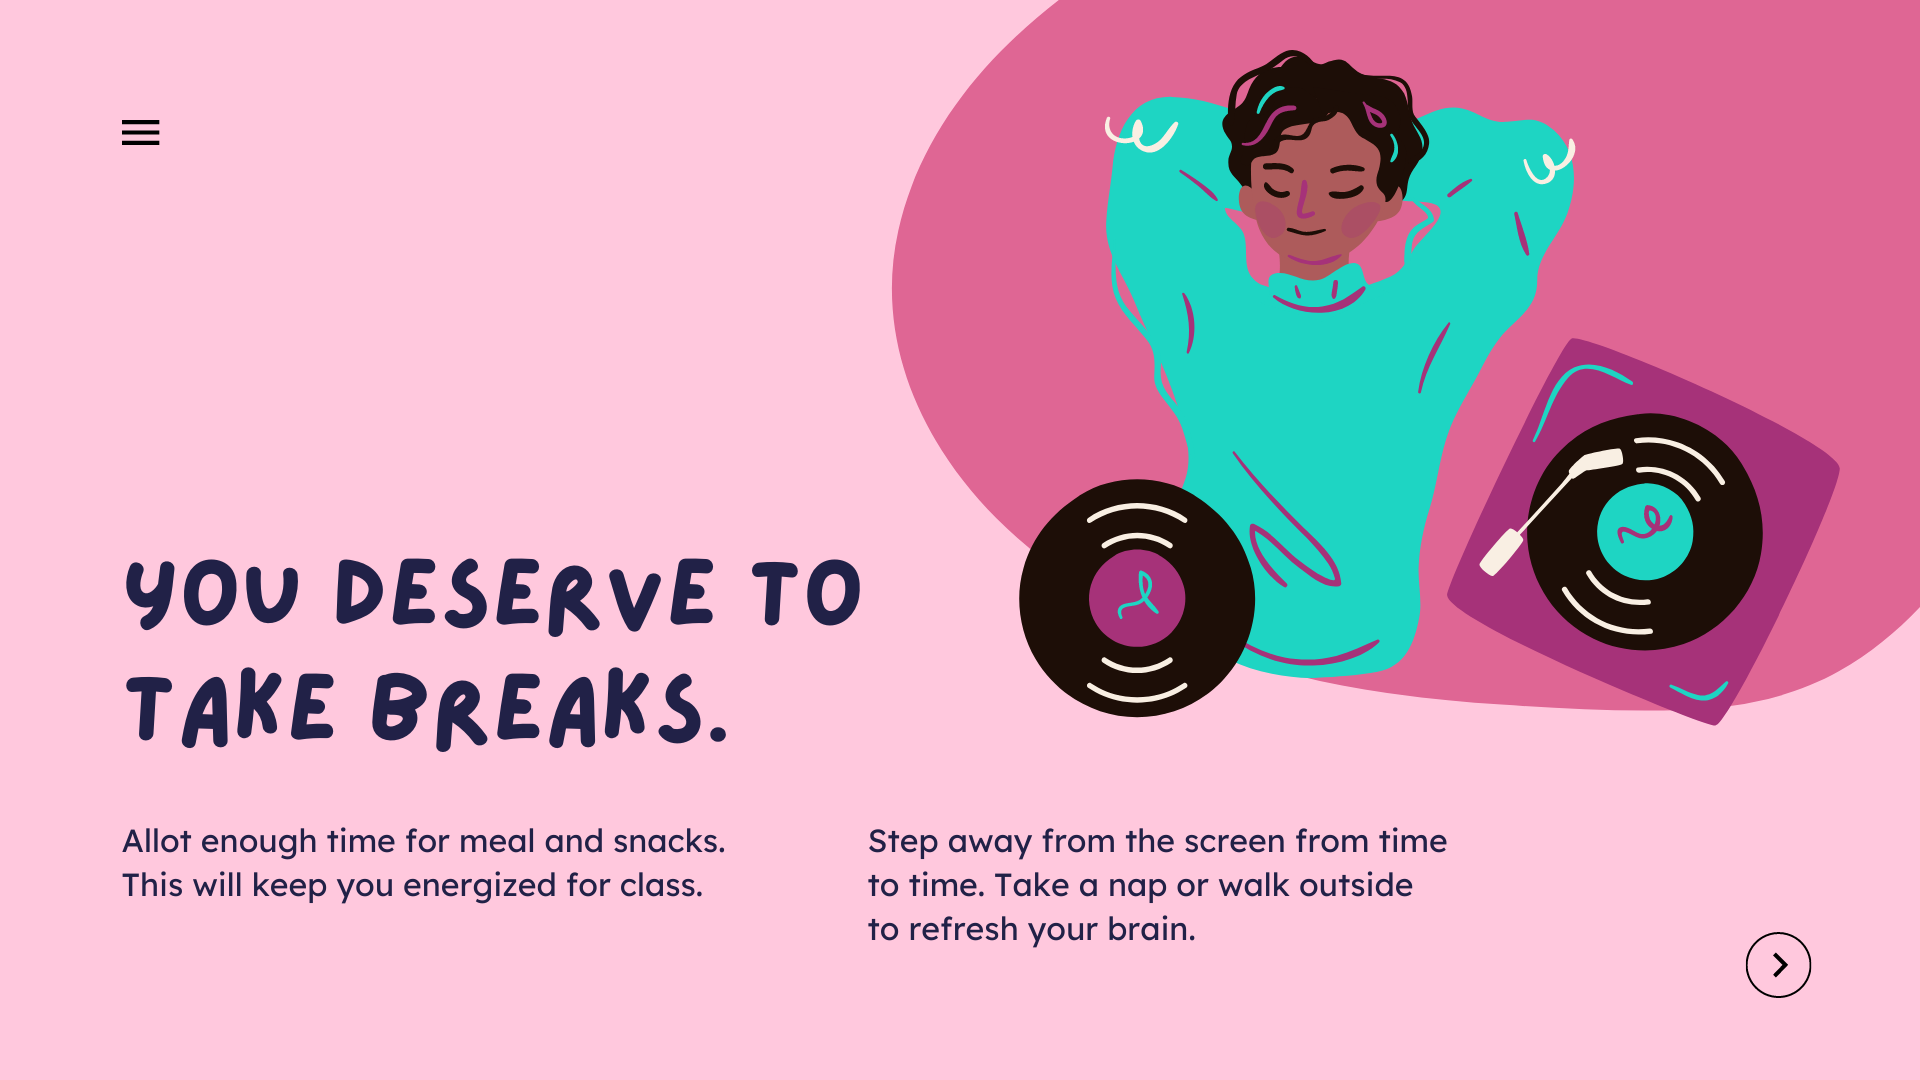 YOU DESERVE TO
TAKE BREAKS.
Allot enough time for meal and snacks.
This will keep you energized for class.
Step away from the screen from time
to time. Take a nap or walk outside
to refresh your brain.